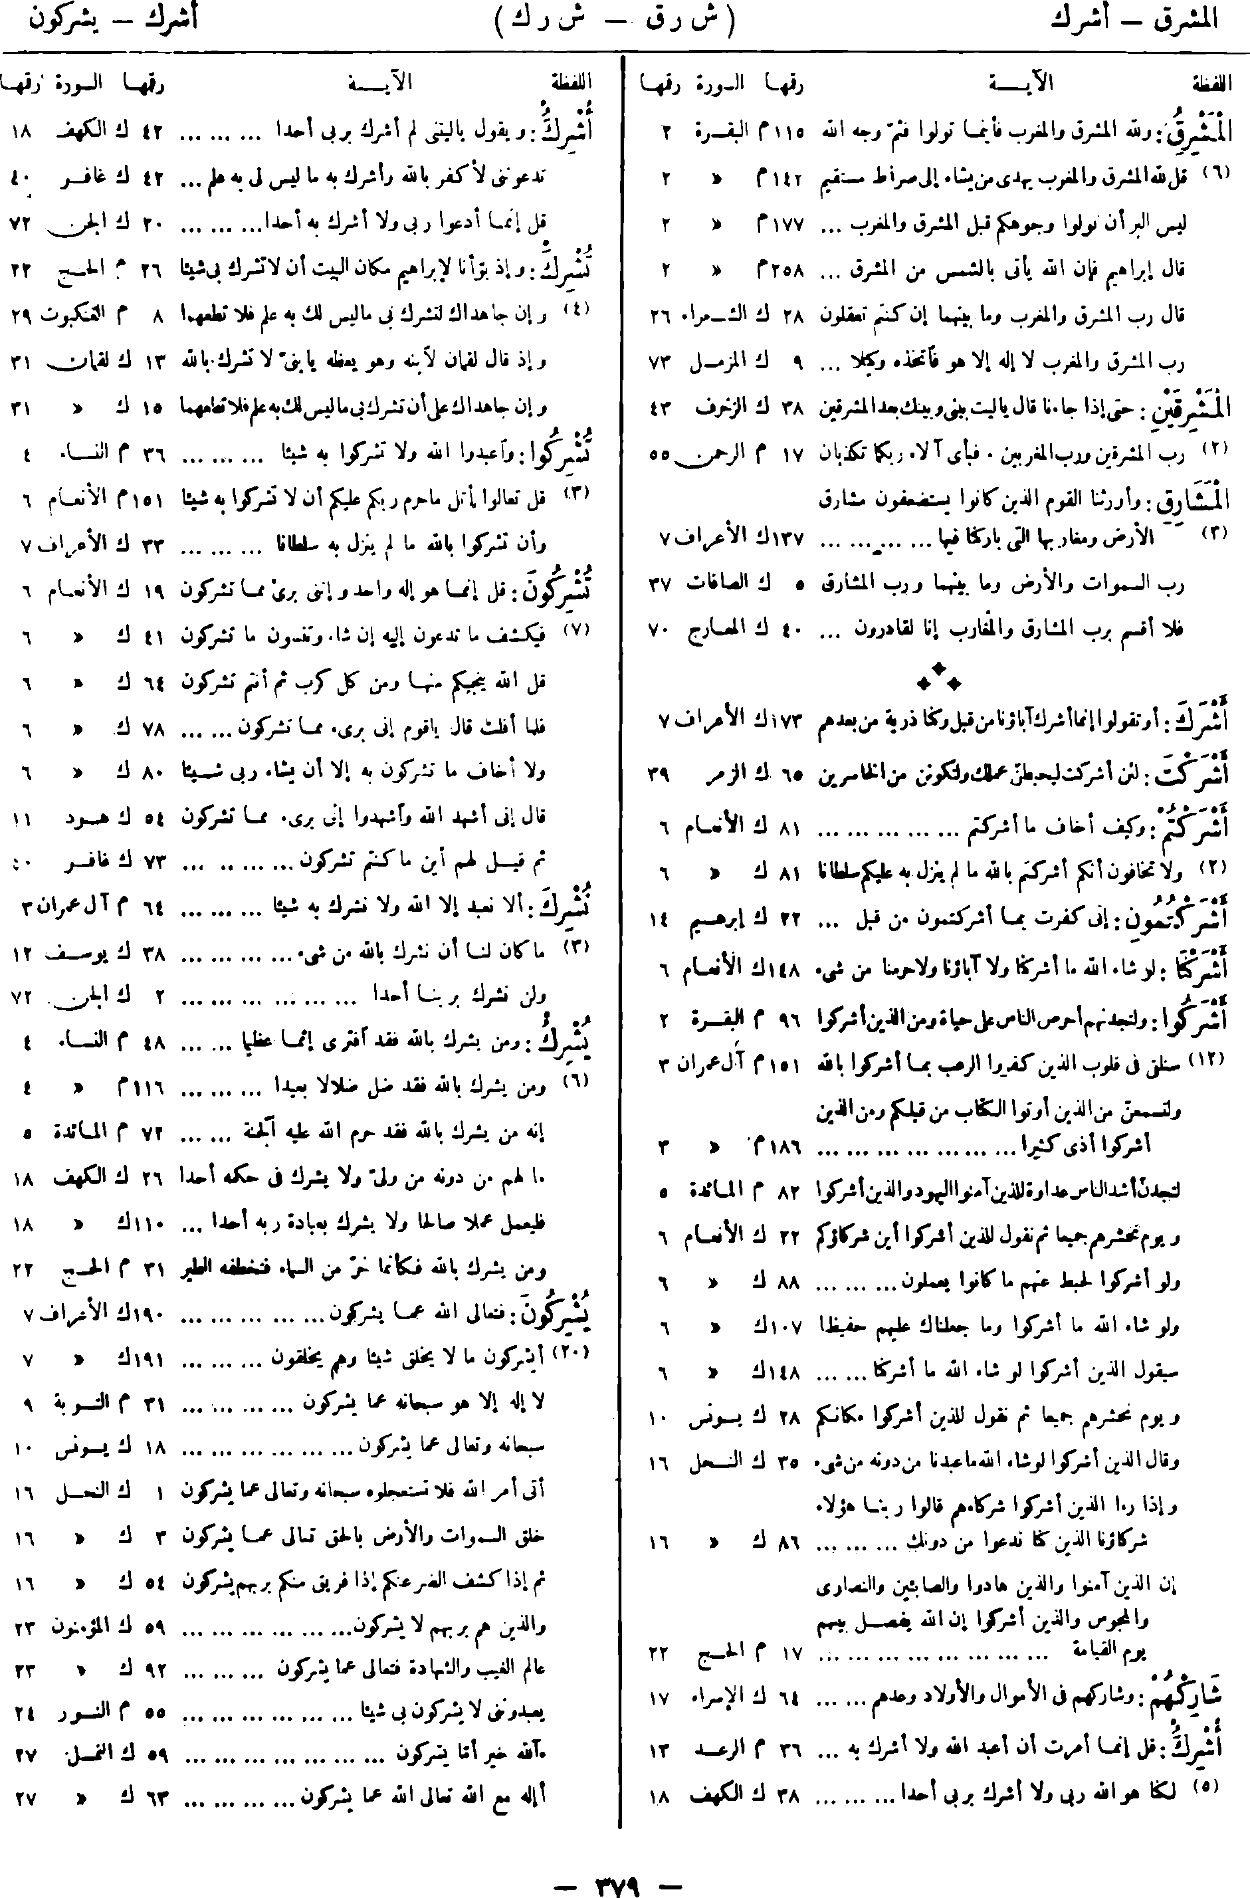 المشرق — أشرك (ش ر ق — ش ر ك) أشرك — يشركون
اللفظة الآيـــة رقمها السورة رقمها
الْمَشْرِقُ: ولله المشرق والمغرب فأينما تولوا فثمّ وجه الله ١١٥ م البقرة ٢
(٦) قل لله المشرق والمغرب يهدى من يشاء إلى صراط مستقيم ١٤٢ م » ٢
ليس البر أن تولوا وجوهكم قبل المشرق والمغرب ... ١٧٧ م » ٢
قال إبراهيم فإن الله يأتى بالشمس من المشرق ... ٢٥٨ م » ٢
قال رب المشرق والمغرب وما بينهما إن كنتم تعقلون ٢٨ ك الشعراء ٢٦
رب المشرق والمغرب لا إله إلا هو فاتخذه وكيلا ... ٩ ك المزمل ٧٣
الْمَشْرِقَيْنِ: حتى إذا جاءنا قال ياليت بينى وبينك بعد المشرقين ٣٨ ك الزخرف ٤٣
(٢) رب المشرقين ورب المغربين . فبأى آلاء ربكما تكذبان ١٧ م الرحمن ٥٥
الْمَشَارِقِ: وأورثنا القوم الذين كانوا يستضعفون مشارق
(٣) الأرض ومغاربها التى باركنا فيها ... ... ... ... ١٣٧ ك الأعراف ٧
رب السموات والأرض وما بينهما ورب المشارق ٥ ك الصافات ٣٧
فلا أقسم برب المشارق والمغارب إنا لقادرون ... ٤٠ ك المعارج ٧٠
أَشْرَكَ: أو تقولوا إنما أشرك آباؤنا من قبل وكنا ذرية من بعدهم ١٧٣ ك الأعراف ٧
أَشْرَكْتَ: لئن أشركت ليحبطنّ عملك ولتكونن من الخاسرين ٦٥ ك الزمر ٣٩
أَشْرَكْتُمْ: وكيف أخاف ما أشركتم ... ... ... ... ... ٨١ ك الأنعام ٦
(٢) ولا تخافون أنكم أشركتم بالله ما لم ينزل به عليكم سلطانا ٨١ ك » ٦
أَشْرَكْتُمُونِ: إنى كفرت بما أشركتمون من قبل ... ٢٢ ك إبرهيم ١٤
أَشْرَكْنَا: لو شاء الله ما أشركنا ولا آباؤنا ولا حرمنا من شىء ١٤٨ ك الأنعام ٦
أَشْرَكُوا: ولتجدنهم أحرص الناس على حياة ومن الذين أشركوا ٩٦ م البقرة ٢
(١٢) سنلقى فى قلوب الذين كفروا الرعب بما أشركوا بالله ١٥١ م آل عمران ٣
ولتسمعنّ من الذين أوتوا الكتاب من قبلكم ومن الذين
أشركوا أذى كثيرا ... ... ... ... ... ... ... ١٨٦ م » ٣
لتجدنّ أشد الناس عداوة للذين آمنوا اليهود والذين أشركوا ٨٢ م المائدة ٥
ويوم نحشرهم جميعا ثم نقول للذين أشركوا أين شركاؤكم ٢٢ ك الأنعام ٦
ولو أشركوا لحبط عنهم ما كانوا يعملون ... ... ... ٨٨ ك » ٦
ولو شاء الله ما أشركوا وما جعلناك عليهم حفيظا ١٠٧ ك » ٦
سيقول الذين أشركوا لو شاء الله ما أشركنا ... ... ١٤٨ ك » ٦
ويوم نحشرهم جميعا ثم نقول للذين أشركوا مكانكم ٢٨ ك يونس ١٠
وقال الذين أشركوا لو شاء الله ما عبدنا من دونه من شىء ٣٥ ك النحل ١٦
وإذا رءا الذين أشركوا شركاءهم قالوا ربنا هؤلاء
شركاؤنا الذين كنا ندعوا من دونك ... ... ... ٨٦ ك » ١٦
إن الذين آمنوا والذين هادوا والصابئين والنصارى
والمجوس والذين أشركوا إن الله يفصل بينهم
يوم القيامة ... ... ... ... ... ... ... ... ١٧ م الحج ٢٢
شَارِكْهُمْ: وشاركهم فى الأموال والأولاد وعدهم ... ... ٦٤ ك الإسراء ١٧
أُشْرِكَ: قل إنما أمرت أن أعبد الله ولا أشرك به ... ٣٦ م الرعد ١٣
(٥) لكنا هو الله ربى ولا أشرك بربى أحدا ... ... ... ٣٨ ك الكهف ١٨
اللفظة الآيـــة رقمها السورة رقمها
أُشْرِكْ: ويقول ياليتنى لم أشرك بربى أحدا ... ... ... ٤٢ ك الكهف ١٨
تدعوننى لأكفر بالله وأشرك به ما ليس لى به علم ... ٤٢ ك غافر ٤٠
قل إنما أدعوا ربى ولا أشرك به أحدا ... ... ... ٢٠ ك الجن ٧٢
تُشْرِكْ: وإذ بوّأنا لإبراهيم مكان البيت أن لا تشرك بى شيئا ٢٦ م الحج ٢٢
(٤) وإن جاهداك لتشرك بى ماليس لك به علم فلا تطعهما ٨ م العنكبوت ٢٩
وإذ قال لقمان لابنه وهو يعظه يابنىّ لا تشرك بالله ١٣ ك لقمان ٣١
وإن جاهداك على أن تشرك بى ما ليس لك به علم فلا تطعهما ١٥ ك » ٣١
تُشْرِكُوا: واعبدوا الله ولا تشركوا به شيئا ... ... ... ٣٦ م النساء ٤
(٣) قل تعالوا أتل ماحرم ربكم عليكم أن لا تشركوا به شيئا ١٥١ م الأنعام ٦
وأن تشركوا بالله ما لم ينزل به سلطانا ... ... ... ٣٣ ك الأعراف ٧
تُشْرِكُونَ: قل إنما هو إله واحد وإننى برىء مما تشركون ١٩ ك الأنعام ٦
(٧) فيكشف ما تدعون إليه إن شاء وتنسون ما تشركون ٤١ ك » ٦
قل الله ينجيكم منها ومن كل كرب ثم أنتم تشركون ٦٤ ك » ٦
فلما أفلت قال ياقوم إنى برىء مما تشركون ... ... ٧٨ ك » ٦
ولا أخاف ما تشركون به إلا أن يشاء ربى شيئا ٨٠ ك » ٦
قال إنى أشهد الله واشهدوا إنى برىء مما تشركون ٥٤ ك هود ١١
ثم قيل لهم أين ما كنتم تشركون ... ... .. ... ٧٣ ك غافر ٤٠
نُشْرِكَ: ألا نعبد إلا الله ولا نشرك به شيئا ... ... ... ٦٤ م آل عمران ٣
(٣) ما كان لنا أن نشرك بالله من شىء ... ... ... ... ٣٨ ك يوسف ١٢
ولن نشرك بربنا أحدا ... ... ... ... ... ... ٢ ك الجن ٧٢
يُشْرِكُ: ومن يشرك بالله فقد افترى إثما عظيما ... ... ٤٨ م النساء ٤
(٦) ومن يشرك بالله فقد ضل ضلالا بعيدا ... ... ... ١١٦ م » ٤
إنه من يشرك بالله فقد حرم الله عليه الجنة ... ... ٧٢ م المائدة ٥
ما لهم من دونه من ولىّ ولا يشرك فى حكمه أحدا ٢٦ ك الكهف ١٨
فليعمل عملا صالحا ولا يشرك بعبادة ربه أحدا ... ١١٠ ك » ١٨
ومن يشرك بالله فكأنما خرّ من السماء فتخطفه الطير ٣١ م الحج ٢٢
يُشْرِكُونَ: فتعالى الله عما يشركون ... ... ... ... ... ١٩٠ ك الأعراف ٧
(٢٠) أيشركون ما لا يخلق شيئا وهم يخلقون ... ... ... ١٩١ ك » ٧
لا إله إلا هو سبحانه عما يشركون ... ... ... ... ٣١ م التوبة ٩
سبحانه وتعالى عما يشركون ... ... ... ... ... ... ١٨ ك يونس ١٠
أتى أمر الله فلا تستعجلوه سبحانه وتعالى عما يشركون ١ ك النحل ١٦
خلق السموات والأرض بالحق تعالى عما يشركون ٣ ك » ١٦
ثم إذا كشف الضر عنكم إذا فريق منكم بربهم يشركون ٥٤ ك » ١٦
والذين هم بربهم لا يشركون ... ... ... ... ... ... ٥٩ ك المؤمنون ٢٣
عالم الغيب والشهادة فتعالى عما يشركون ... ... ... ٩٢ ك » ٢٣
يعبدوننى لا يشركون بى شيئا ... ... ... ... ... ... ٥٥ م النور ٢٤
ءآلله خير أمّا يشركون ... ... ... ... ... ... ... ٥٩ ك النمل ٢٧
أإله مع الله تعالى الله عما يشركون ... ... ... ... ٦٣ ك » ٢٧
— ٣٧٩ —